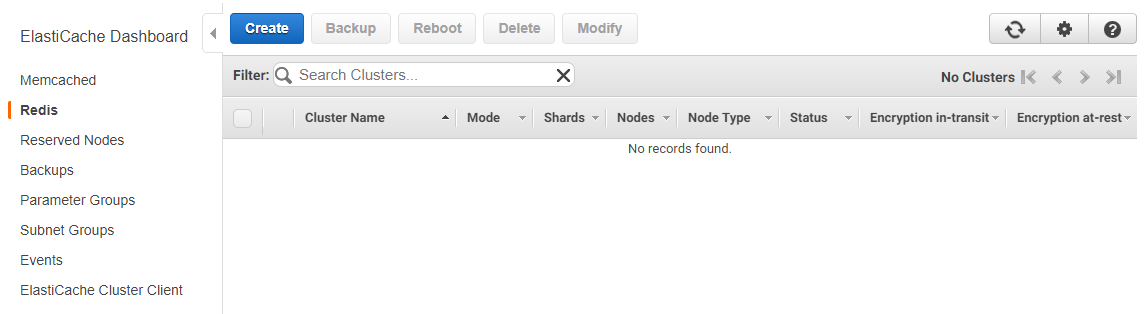 ElastiCache Dashboard
Memcached
Redis
Reserved Nodes
Backups
Parameter Groups
Subnet Groups
Events
ElastiCache Cluster Client
Create Backup Reboot Delete Modify
Filter: Search Clusters... No Clusters
Cluster Name Mode Shards Nodes Node Type Status Encryption in-transit Encryption at-rest
No records found.